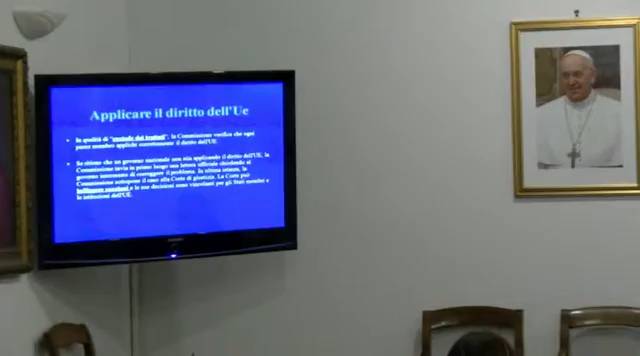 Applicare il diritto dell'Ue
In qualità di "custode dei trattati", la Commissione verifica che ogni
paese membro applichi correttamente il diritto dell'UE.
Se ritiene che un governo nazionale non stia applicando il diritto dell'UE, la
Commissione invia in primo luogo una lettera ufficiale chiedendo al
governo interessato di correggere il problema. In ultima istanza, la
Commissione sottopone il caso alla Corte di giustizia. La Corte può
infliggere sanzioni e le sue decisioni sono vincolanti per gli Stati membri e
le istituzioni dell'UE.